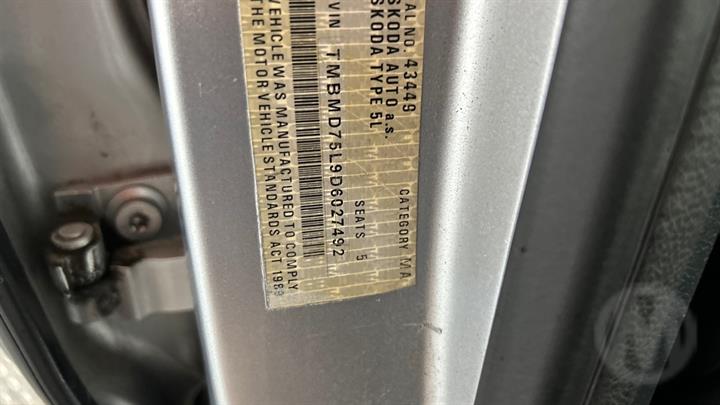 AL NO. 43449
SKODA AUTO a.s.
SKODA TYPE 5L CATEGORY MA
SEATS 5
VIN TMBMD75L9D6027492
VEHICLE WAS MANUFACTURED TO COMPLY
THE MOTOR VEHICLE STANDARDS ACT 1989